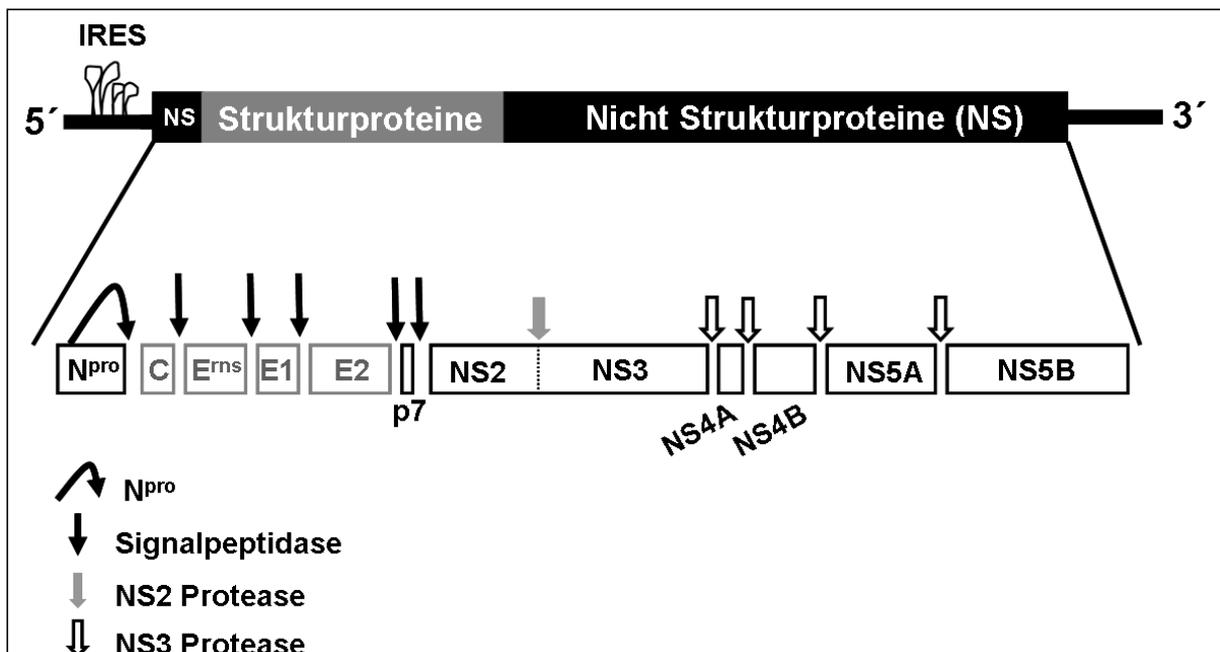 IRES
5´ NS Strukturproteine Nicht Strukturproteine (NS) 3´
Npro C Erns E1 E2 NS2 NS3 NS5A NS5B
p7 NS4A NS4B
Npro
Signalpeptidase
NS2 Protease
NS3 Protease